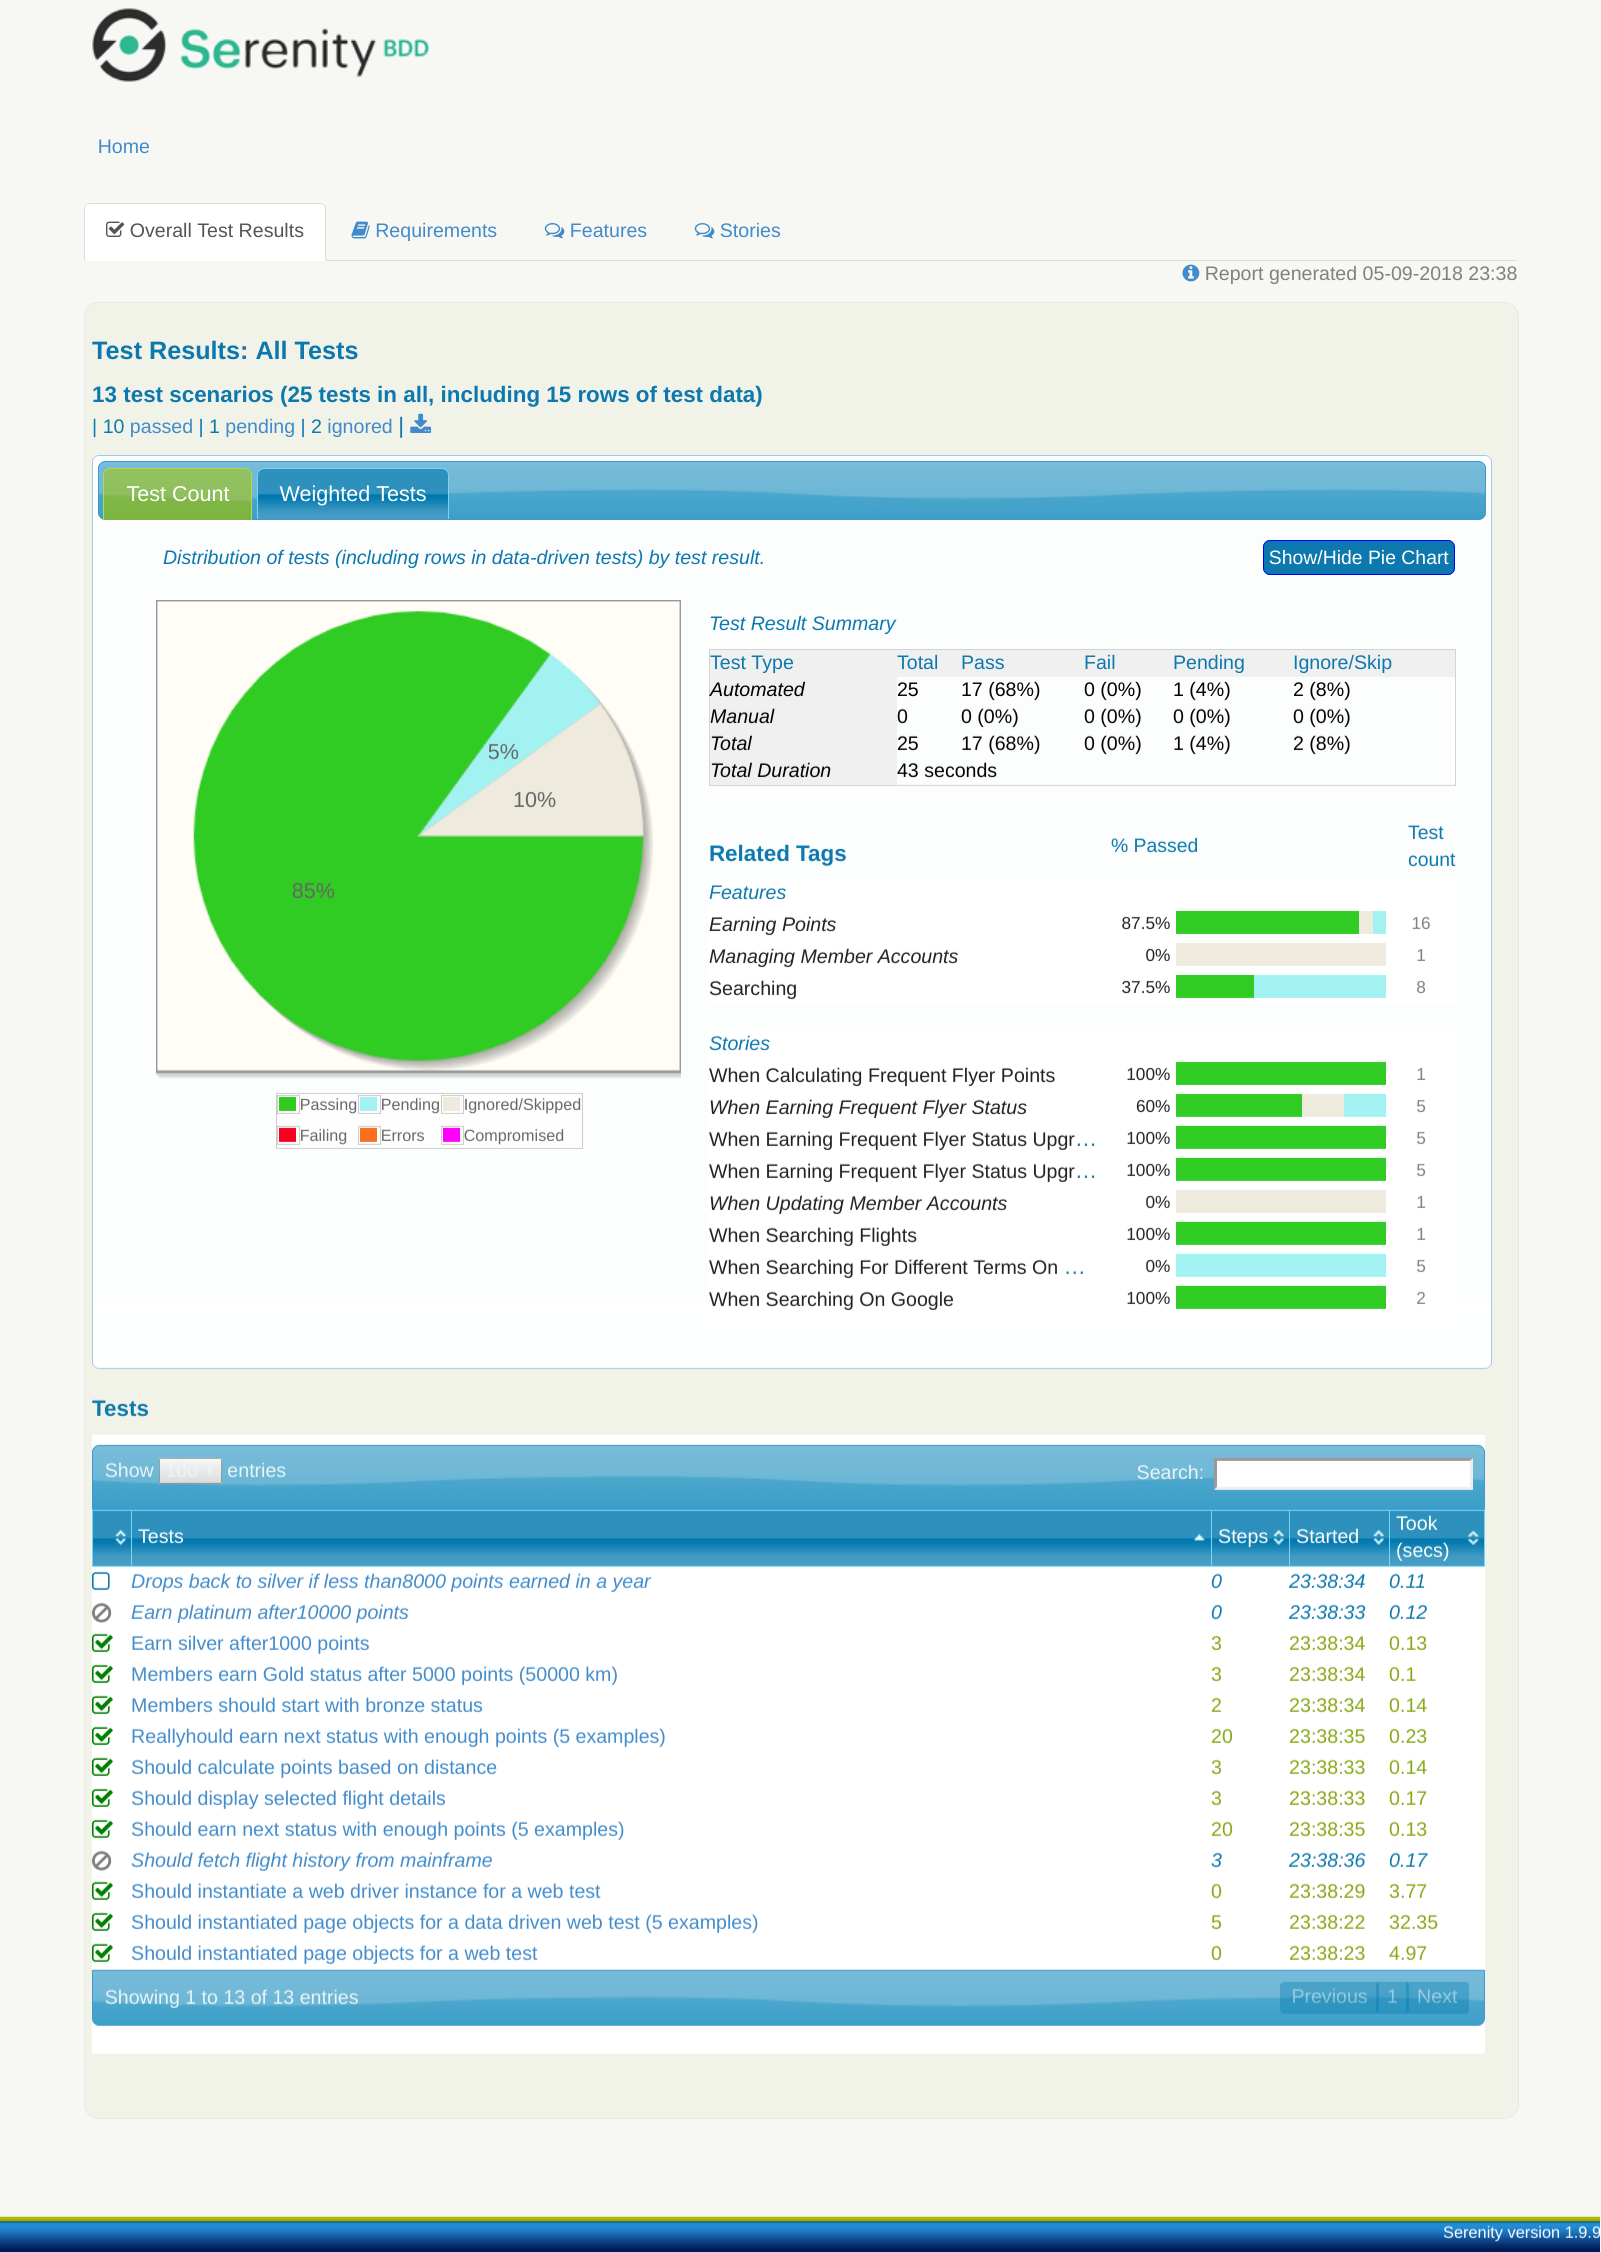 Serenity BDD
Home
Overall Test Results Requirements Features Stories
Report generated 05-09-2018 23:38
Test Results: All Tests
13 test scenarios (25 tests in all, including 15 rows of test data)
| 10 passed | 1 pending | 2 ignored |
Test Count Weighted Tests
Distribution of tests (including rows in data-driven tests) by test result.
Show/Hide Pie Chart
5%
10%
85%
Passing Pending Ignored/Skipped
Failing Errors Compromised
Test Result Summary
Test Type Total Pass Fail Pending Ignore/Skip
Automated 25 17 (68%) 0 (0%) 1 (4%) 2 (8%)
Manual 0 0 (0%) 0 (0%) 0 (0%) 0 (0%)
Total 25 17 (68%) 0 (0%) 1 (4%) 2 (8%)
Total Duration 43 seconds
Related Tags % Passed Test count
Features
Earning Points 87.5% 16
Managing Member Accounts 0% 1
Searching 37.5% 8
Stories
When Calculating Frequent Flyer Points 100% 1
When Earning Frequent Flyer Status 60% 5
When Earning Frequent Flyer Status Upgr... 100% 5
When Earning Frequent Flyer Status Upgr... 100% 5
When Updating Member Accounts 0% 1
When Searching Flights 100% 1
When Searching For Different Terms On ... 0% 5
When Searching On Google 100% 2
Tests
Show 100 entries Search:
Tests Steps Started Took (secs)
Drops back to silver if less than8000 points earned in a year 0 23:38:34 0.11
Earn platinum after10000 points 0 23:38:33 0.12
Earn silver after1000 points 3 23:38:34 0.13
Members earn Gold status after 5000 points (50000 km) 3 23:38:34 0.1
Members should start with bronze status 2 23:38:34 0.14
Reallyhould earn next status with enough points (5 examples) 20 23:38:35 0.23
Should calculate points based on distance 3 23:38:33 0.14
Should display selected flight details 3 23:38:33 0.17
Should earn next status with enough points (5 examples) 20 23:38:35 0.13
Should fetch flight history from mainframe 3 23:38:36 0.17
Should instantiate a web driver instance for a web test 0 23:38:29 3.77
Should instantiated page objects for a data driven web test (5 examples) 5 23:38:22 32.35
Should instantiated page objects for a web test 0 23:38:23 4.97
Showing 1 to 13 of 13 entries Previous 1 Next
Serenity version 1.9.9